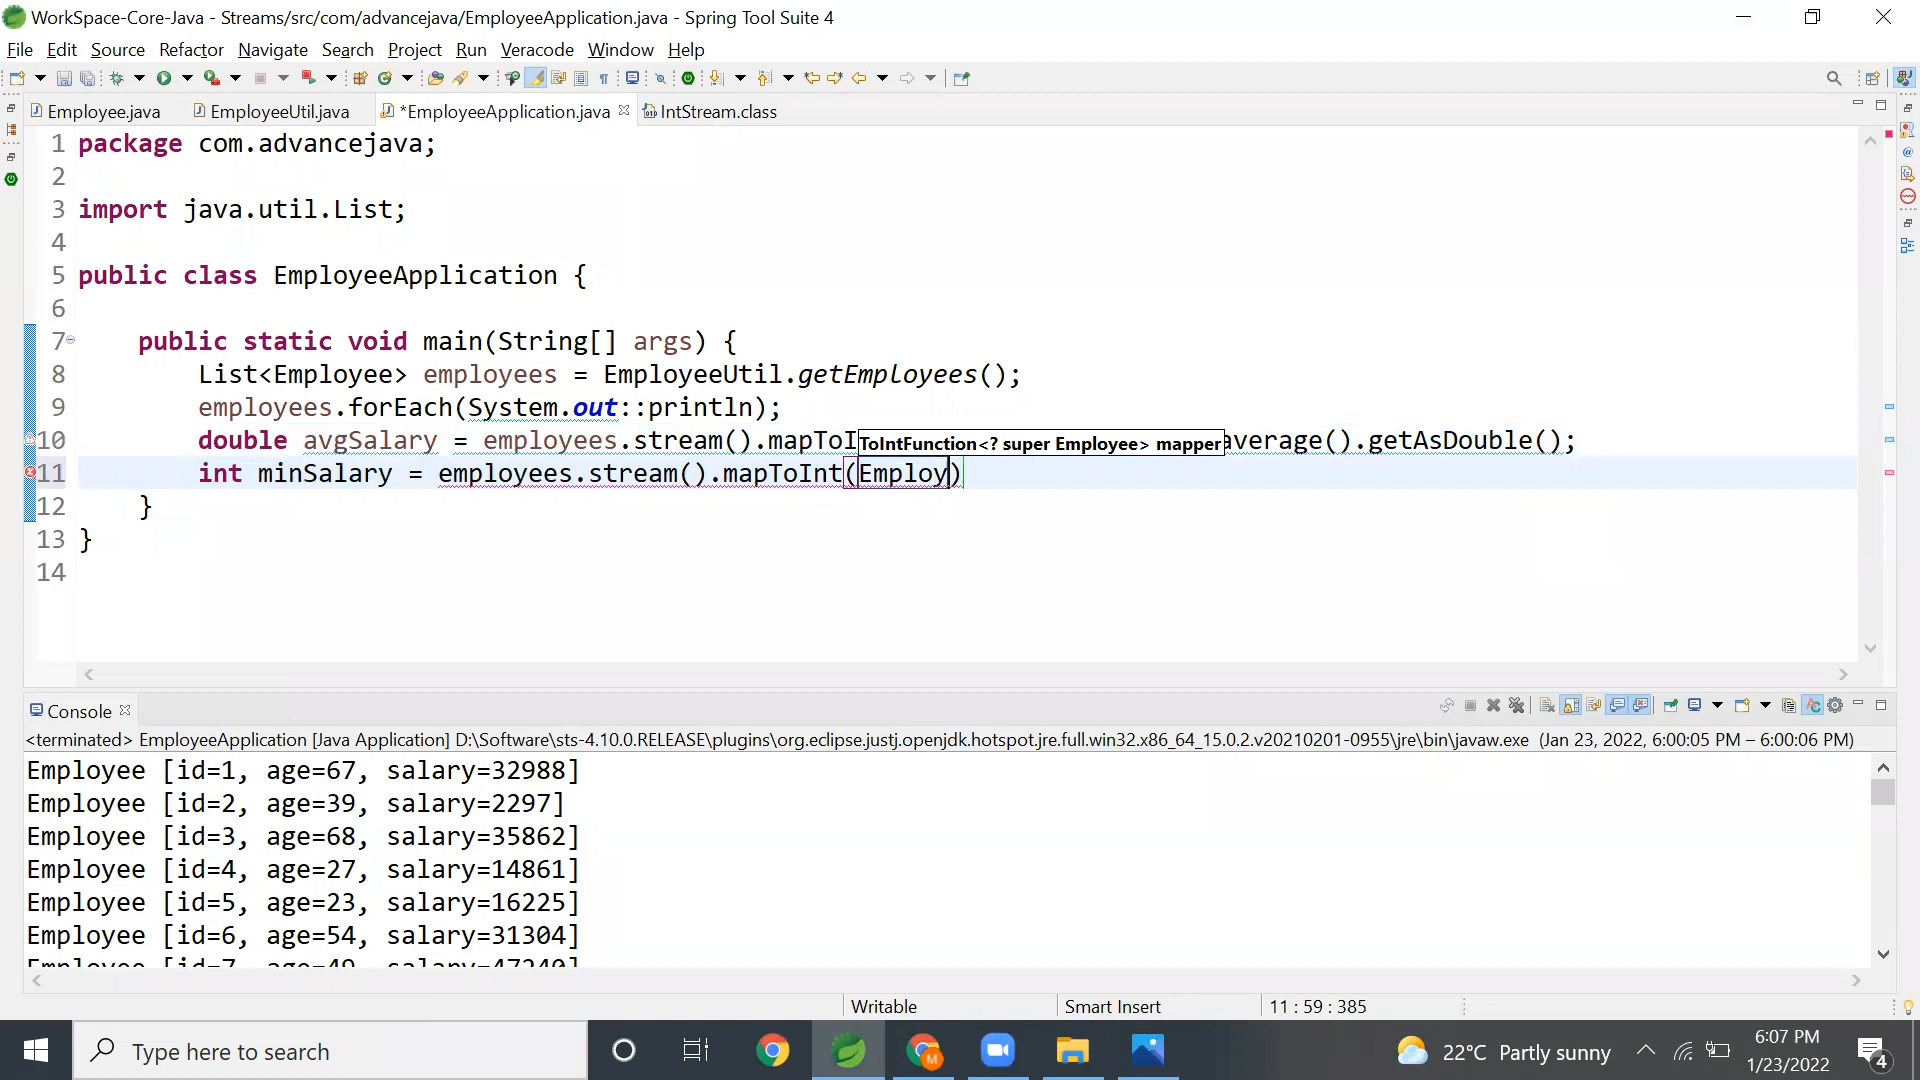 WorkSpace-Core-Java - Streams/src/com/advancejava/EmployeeApplication.java - Spring Tool Suite 4
File Edit Source Refactor Navigate Search Project Run Veracode Window Help
Employee.java EmployeeUtil.java *EmployeeApplication.java IntStream.class
1 package com.advancejava;
2
3 import java.util.List;
4
5 public class EmployeeApplication {
6
7 public static void main(String[] args) {
8 List<Employee> employees = EmployeeUtil.getEmployees();
9 employees.forEach(System.out::println);
10 double avgSalary = employees.stream().mapToI ToIntFunction<? super Employee> mapper verage().getAsDouble();
11 int minSalary = employees.stream().mapToInt(Employ)
12 }
13 }
14
Console
<terminated> EmployeeApplication [Java Application] D:\Software\sts-4.10.0.RELEASE\plugins\org.eclipse.justj.openjdk.hotspot.jre.full.win32.x86_64_15.0.2.v20210201-0955\jre\bin\javaw.exe (Jan 23, 2022, 6:00:05 PM – 6:00:06 PM)
Employee [id=1, age=67, salary=32988]
Employee [id=2, age=39, salary=2297]
Employee [id=3, age=68, salary=35862]
Employee [id=4, age=27, salary=14861]
Employee [id=5, age=23, salary=16225]
Employee [id=6, age=54, salary=31304]
Employee [id=7, age=49, salary=47240]
Writable Smart Insert 11 : 59 : 385
Type here to search
22°C Partly sunny
6:07 PM
1/23/2022
4